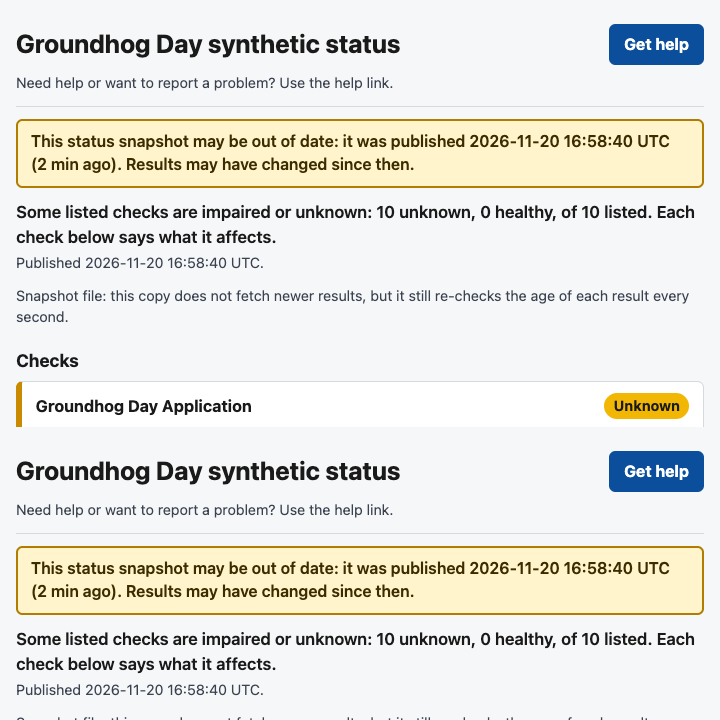 Groundhog Day synthetic status
Get help
Need help or want to report a problem? Use the help link.
This status snapshot may be out of date: it was published 2026-11-20 16:58:40 UTC
(2 min ago). Results may have changed since then.
Some listed checks are impaired or unknown: 10 unknown, 0 healthy, of 10 listed. Each
check below says what it affects.
Published 2026-11-20 16:58:40 UTC.
Snapshot file: this copy does not fetch newer results, but it still re-checks the age of each result every
second.
Checks
Groundhog Day Application
Unknown
Groundhog Day synthetic status
Get help
Need help or want to report a problem? Use the help link.
This status snapshot may be out of date: it was published 2026-11-20 16:58:40 UTC
(2 min ago). Results may have changed since then.
Some listed checks are impaired or unknown: 10 unknown, 0 healthy, of 10 listed. Each
check below says what it affects.
Published 2026-11-20 16:58:40 UTC.